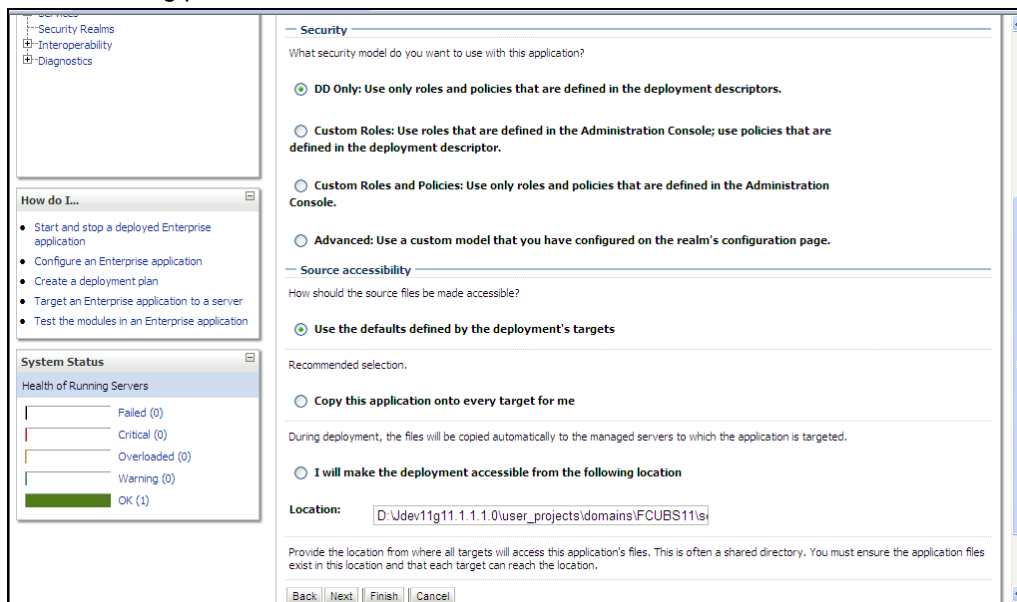 Security Realms
Interoperability
Diagnostics
How do I...
Start and stop a deployed Enterprise
application
Configure an Enterprise application
Create a deployment plan
Target an Enterprise application to a server
Test the modules in an Enterprise application
System Status
Health of Running Servers
Failed (0)
Critical (0)
Overloaded (0)
Warning (0)
OK (1)
Security
What security model do you want to use with this application?
DD Only: Use only roles and policies that are defined in the deployment descriptors.
Custom Roles: Use roles that are defined in the Administration Console; use policies that are
defined in the deployment descriptor.
Custom Roles and Policies: Use only roles and policies that are defined in the Administration
Console.
Advanced: Use a custom model that you have configured on the realm's configuration page.
Source accessibility
How should the source files be made accessible?
Use the defaults defined by the deployment's targets
Recommended selection.
Copy this application onto every target for me
During deployment, the files will be copied automatically to the managed servers to which the application is targeted.
I will make the deployment accessible from the following location
Location: D:\Jdev11g11.1.1.1.0\user_projects\domains\FCUBS11\s
Provide the location from where all targets will access this application's files. This is often a shared directory. You must ensure the application files
exist in this location and that each target can reach the location.
Back Next Finish Cancel